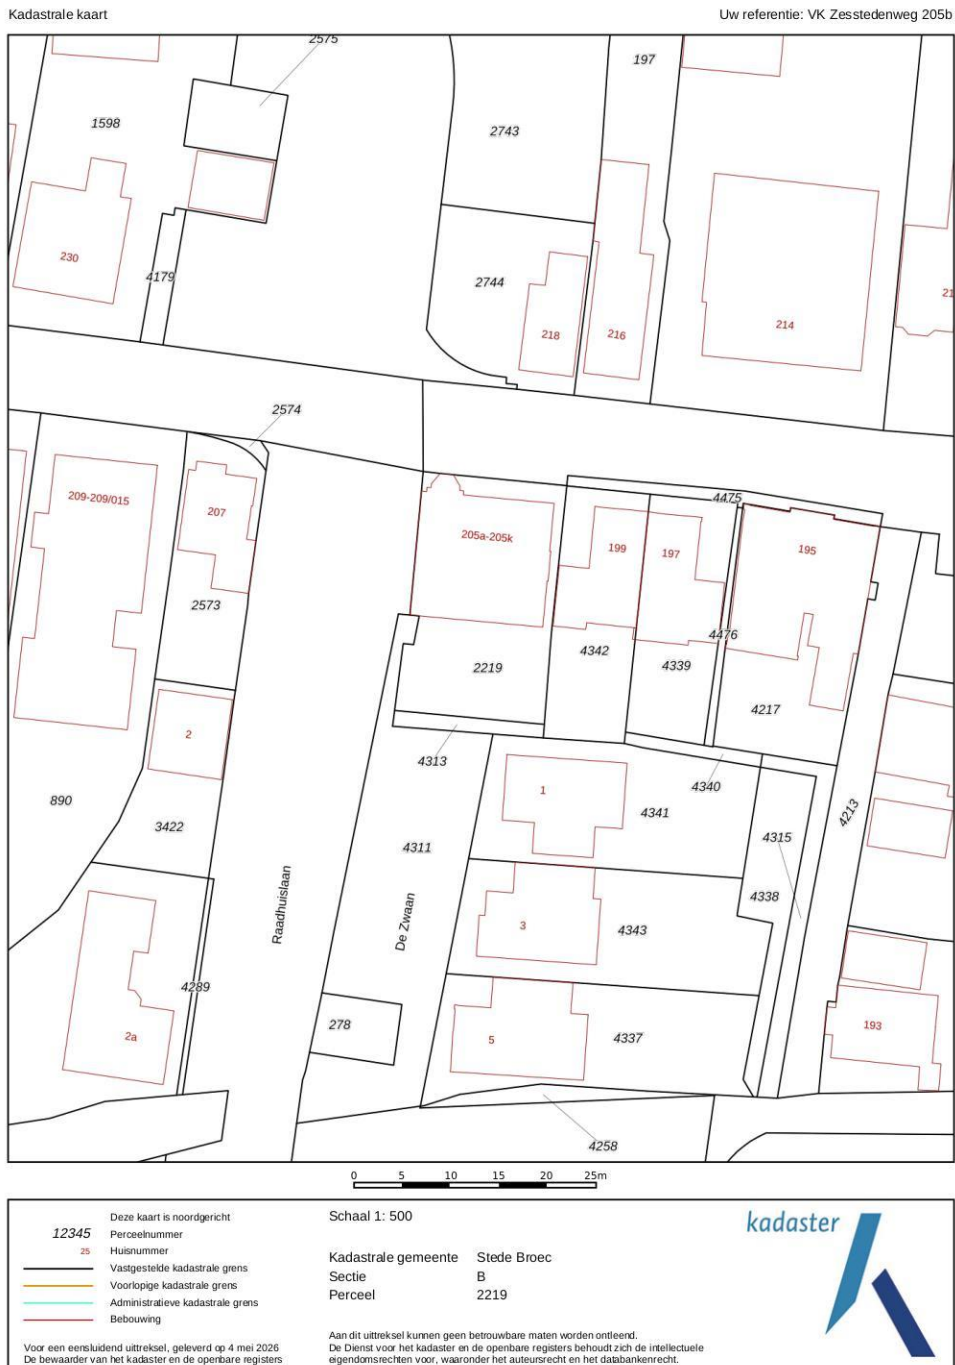 Kadastrale kaart
Uw referentie: VK Zesstedenweg 205b
2575
197
1598
2743
230
4179
2744
218
216
214
21
2574
209-209/015
207
205a-205k
4475
199
197
195
2573
4476
4342
2219
4339
4217
2
4313
4340
890
3422
1
4341
4213
4311
4315
4338
Raadhuislaan
De Zwaan
3
4343
4289
278
2a
5
4337
193
4258
0 5 10 15 20 25m
Deze kaart is noordgericht
12345 Perceelnummer
25 Huisnummer
Vastgestelde kadastrale grens
Voorlopige kadastrale grens
Administratieve kadastrale grens
Bebouwing
Voor een eensluidend uittreksel, geleverd op 4 mei 2026
De bewaarder van het kadaster en de openbare registers
Schaal 1: 500
Kadastrale gemeente Stede Broec
Sectie B
Perceel 2219
Aan dit uittreksel kunnen geen betrouwbare maten worden ontleend.
De Dienst voor het kadaster en de openbare registers behoudt zich de intellectuele
eigendomsrechten voor, waaronder het auteursrecht en het databankenrecht.
kadaster